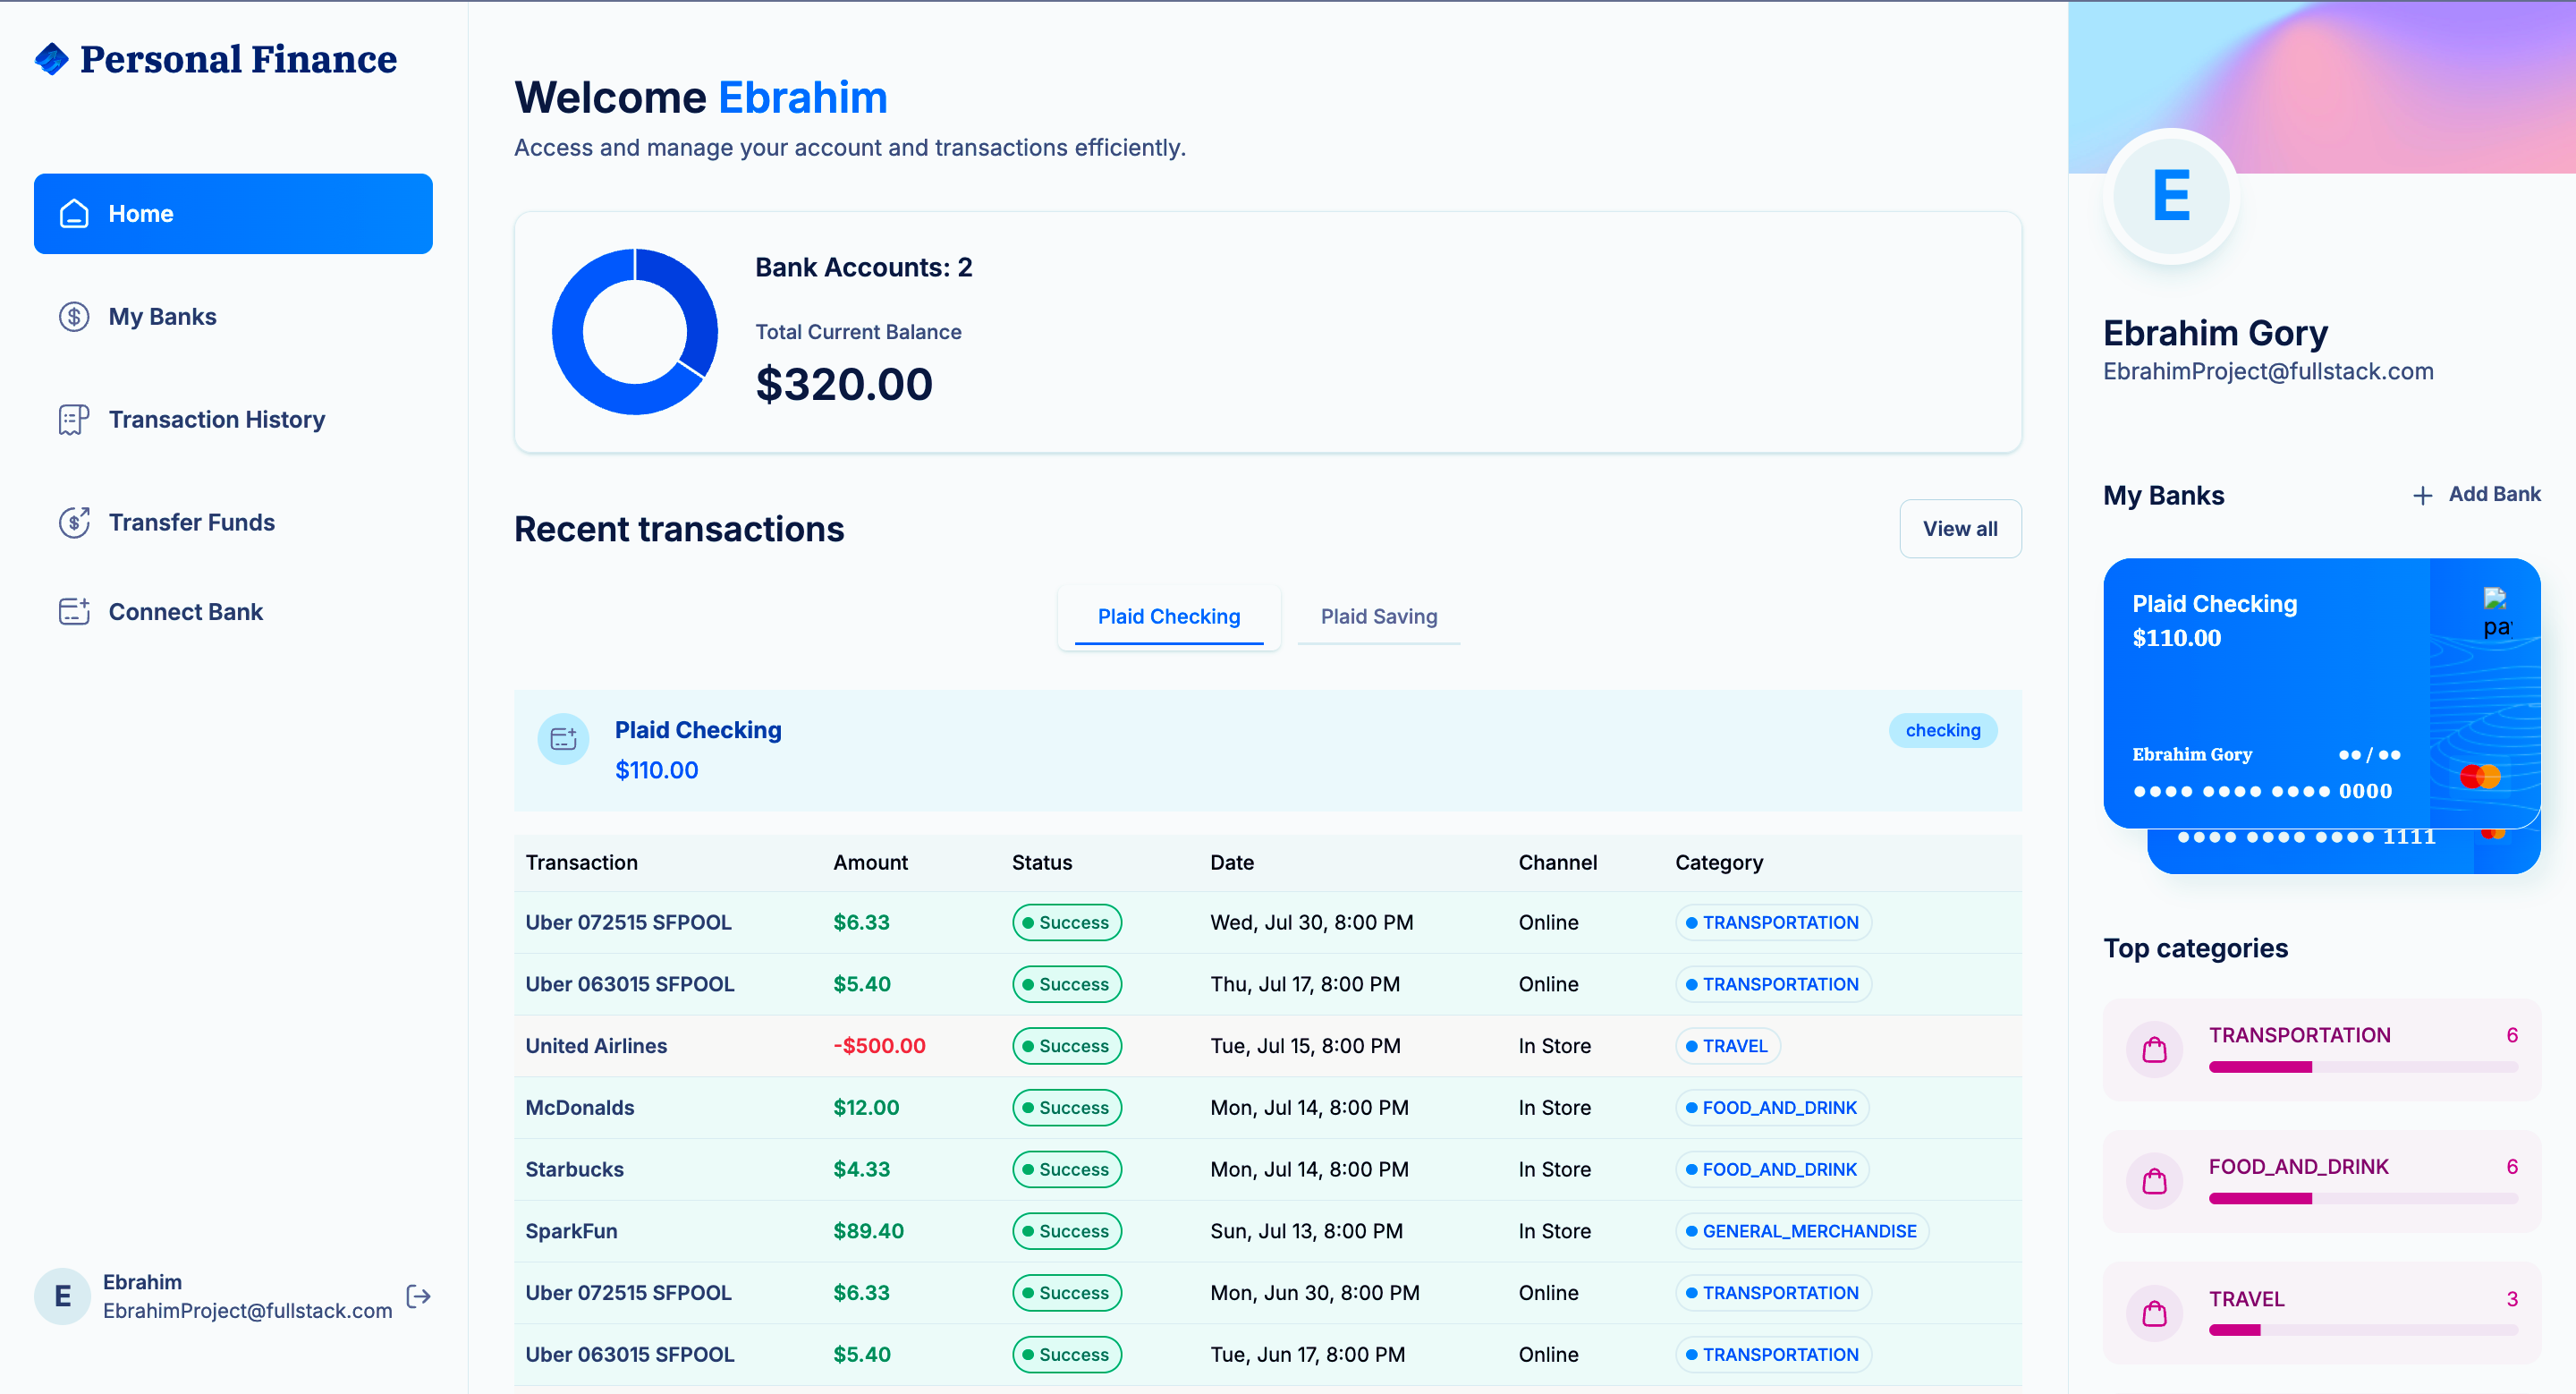 Personal Finance
Home
My Banks
Transaction History
Transfer Funds
Connect Bank
E
Ebrahim
EbrahimProject@fullstack.com
Welcome Ebrahim
Access and manage your account and transactions efficiently.
Bank Accounts: 2
Total Current Balance
$320.00
Recent transactions
View all
Plaid Checking Plaid Saving
Plaid Checking
checking
$110.00
Transaction Amount Status Date Channel Category
Uber 072515 SFPOOL $6.33 Success Wed, Jul 30, 8:00 PM Online TRANSPORTATION
Uber 063015 SFPOOL $5.40 Success Thu, Jul 17, 8:00 PM Online TRANSPORTATION
United Airlines -$500.00 Success Tue, Jul 15, 8:00 PM In Store TRAVEL
McDonalds $12.00 Success Mon, Jul 14, 8:00 PM In Store FOOD_AND_DRINK
Starbucks $4.33 Success Mon, Jul 14, 8:00 PM In Store FOOD_AND_DRINK
SparkFun $89.40 Success Sun, Jul 13, 8:00 PM In Store GENERAL_MERCHANDISE
Uber 072515 SFPOOL $6.33 Success Mon, Jun 30, 8:00 PM Online TRANSPORTATION
Uber 063015 SFPOOL $5.40 Success Tue, Jun 17, 8:00 PM Online TRANSPORTATION
E
Ebrahim Gory
EbrahimProject@fullstack.com
My Banks
+ Add Bank
Plaid Checking
$110.00
pa
Ebrahim Gory ●●/●●
●●●● ●●●● ●●●● 0000
●●●● ●●●● ●●●● 1111
Top categories
TRANSPORTATION 6
FOOD_AND_DRINK 6
TRAVEL 3